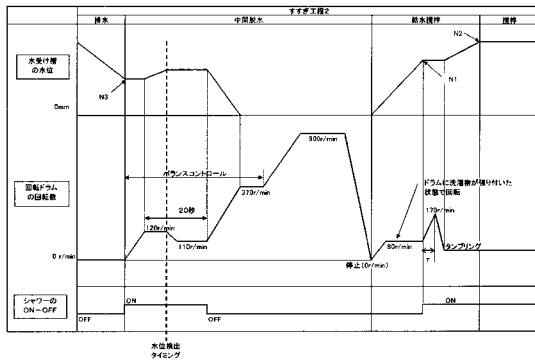 すすぎ工程2
排水
中間脱水
給水撹拌
撹拌
水受け槽
の水位
N3
N2
N1
0mm
回転ドラム
の回転数
バランスコントロール
900r/min
370r/min
20秒
120r/min
110r/min
ドラムに洗濯物が張り付いた
状態で回転
170r/min
80r/min
タンブリング
τ
0 r/min
停止(0r/min)
シャワーの
ON-OFF
ON
OFF
OFF
ON
水位検出
タイミング